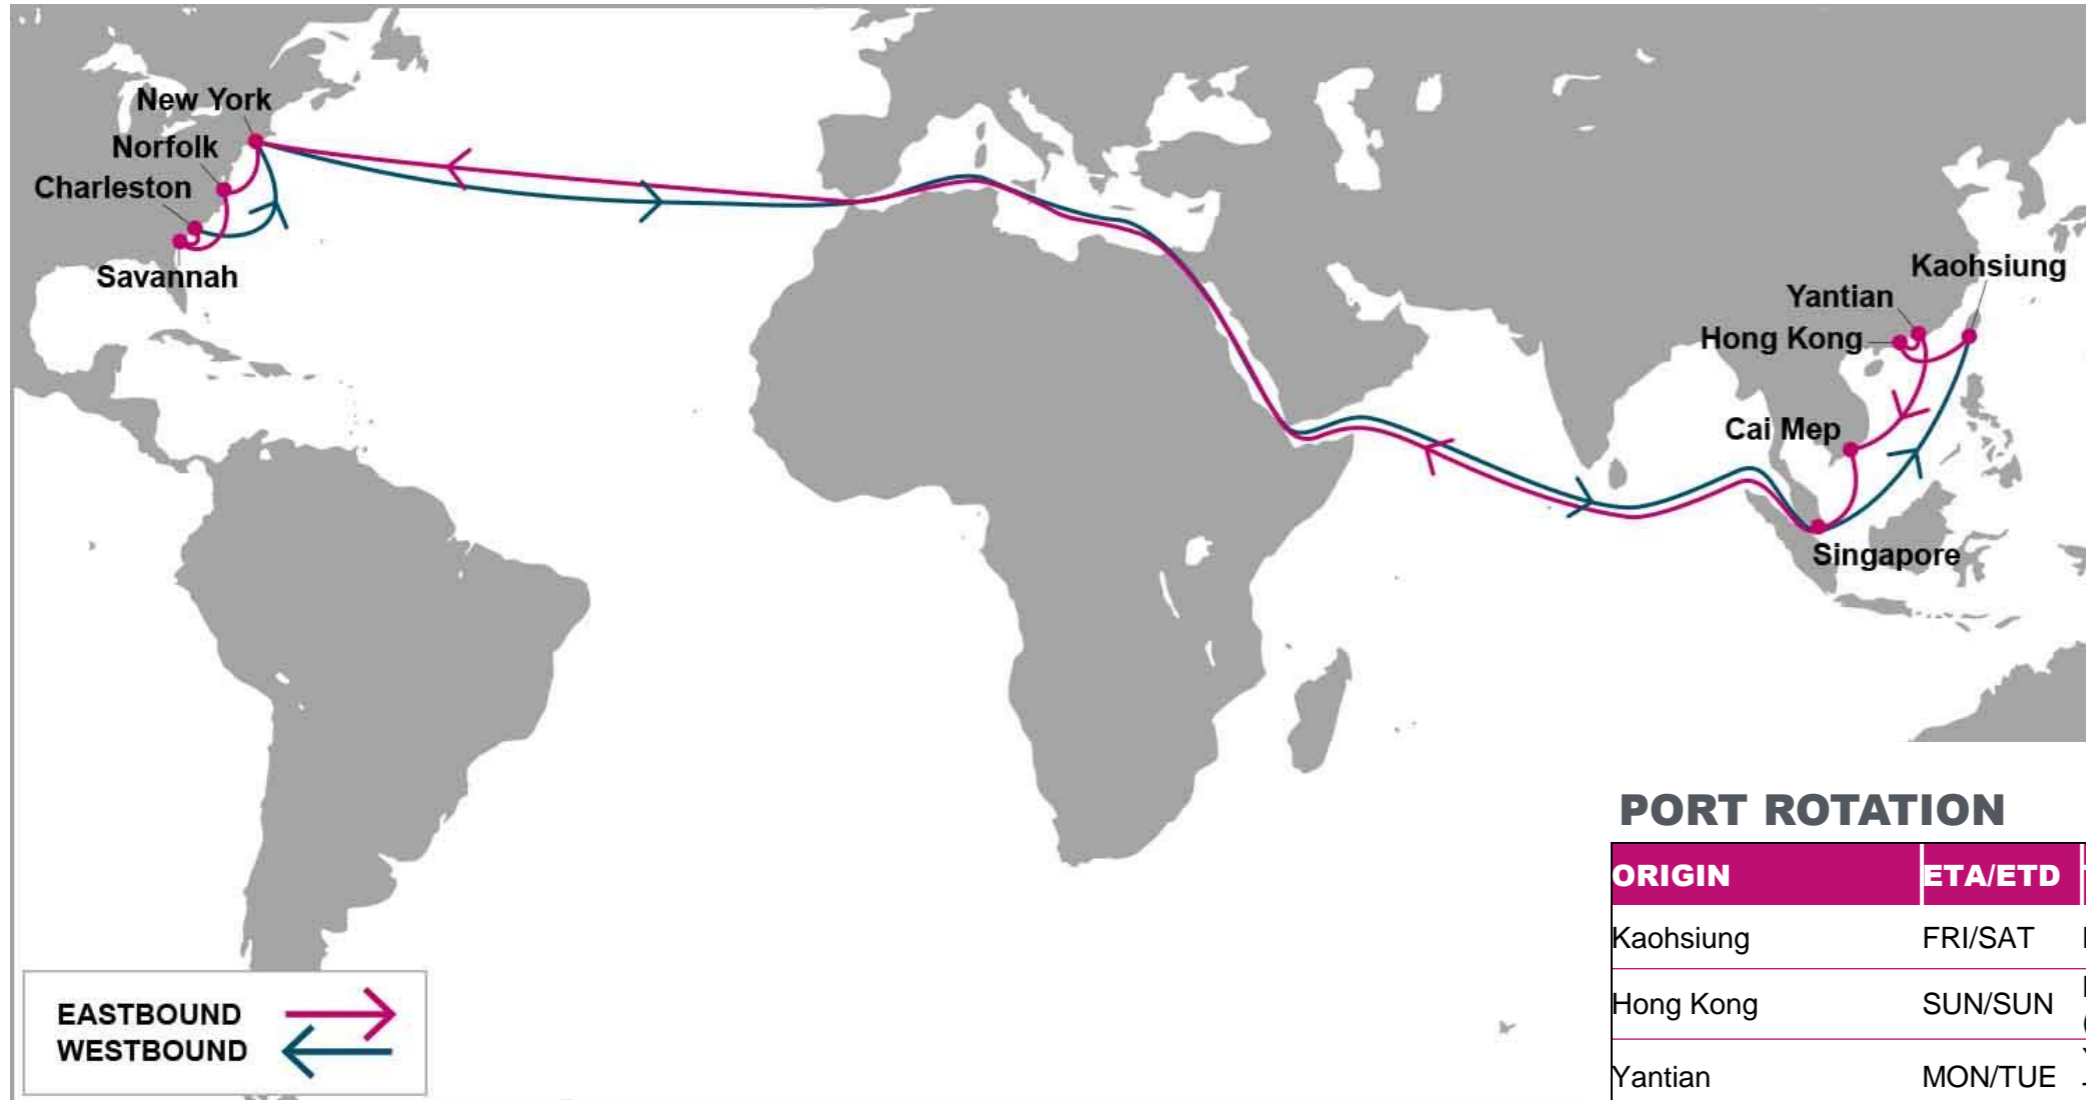 New York
Norfolk
Charleston
Savannah
Kaohsiung
Yantian
Hong Kong
Cai Mep
Singapore
EASTBOUND
WESTBOUND
PORT ROTATION
ORIGIN ETA/ETD
Kaohsiung FRI/SAT
Hong Kong SUN/SUN
Yantian MON/TUE